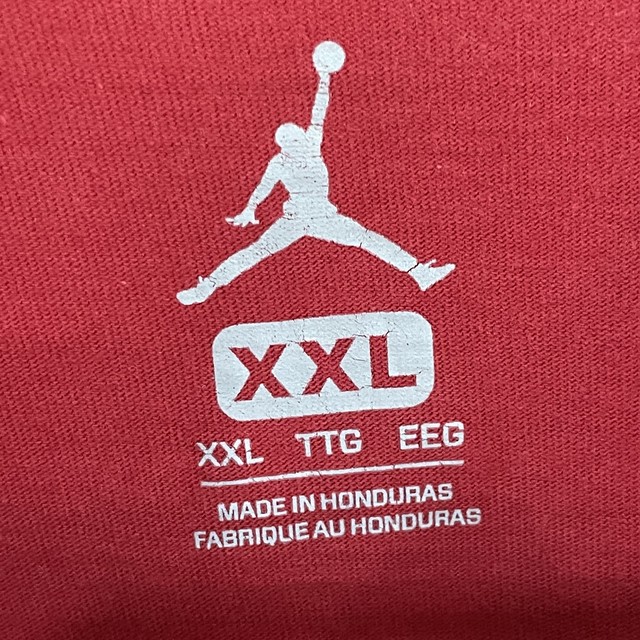 XXL
XXL TTG EEG
MADE IN HONDURAS
FABRIQUE AU HONDURAS